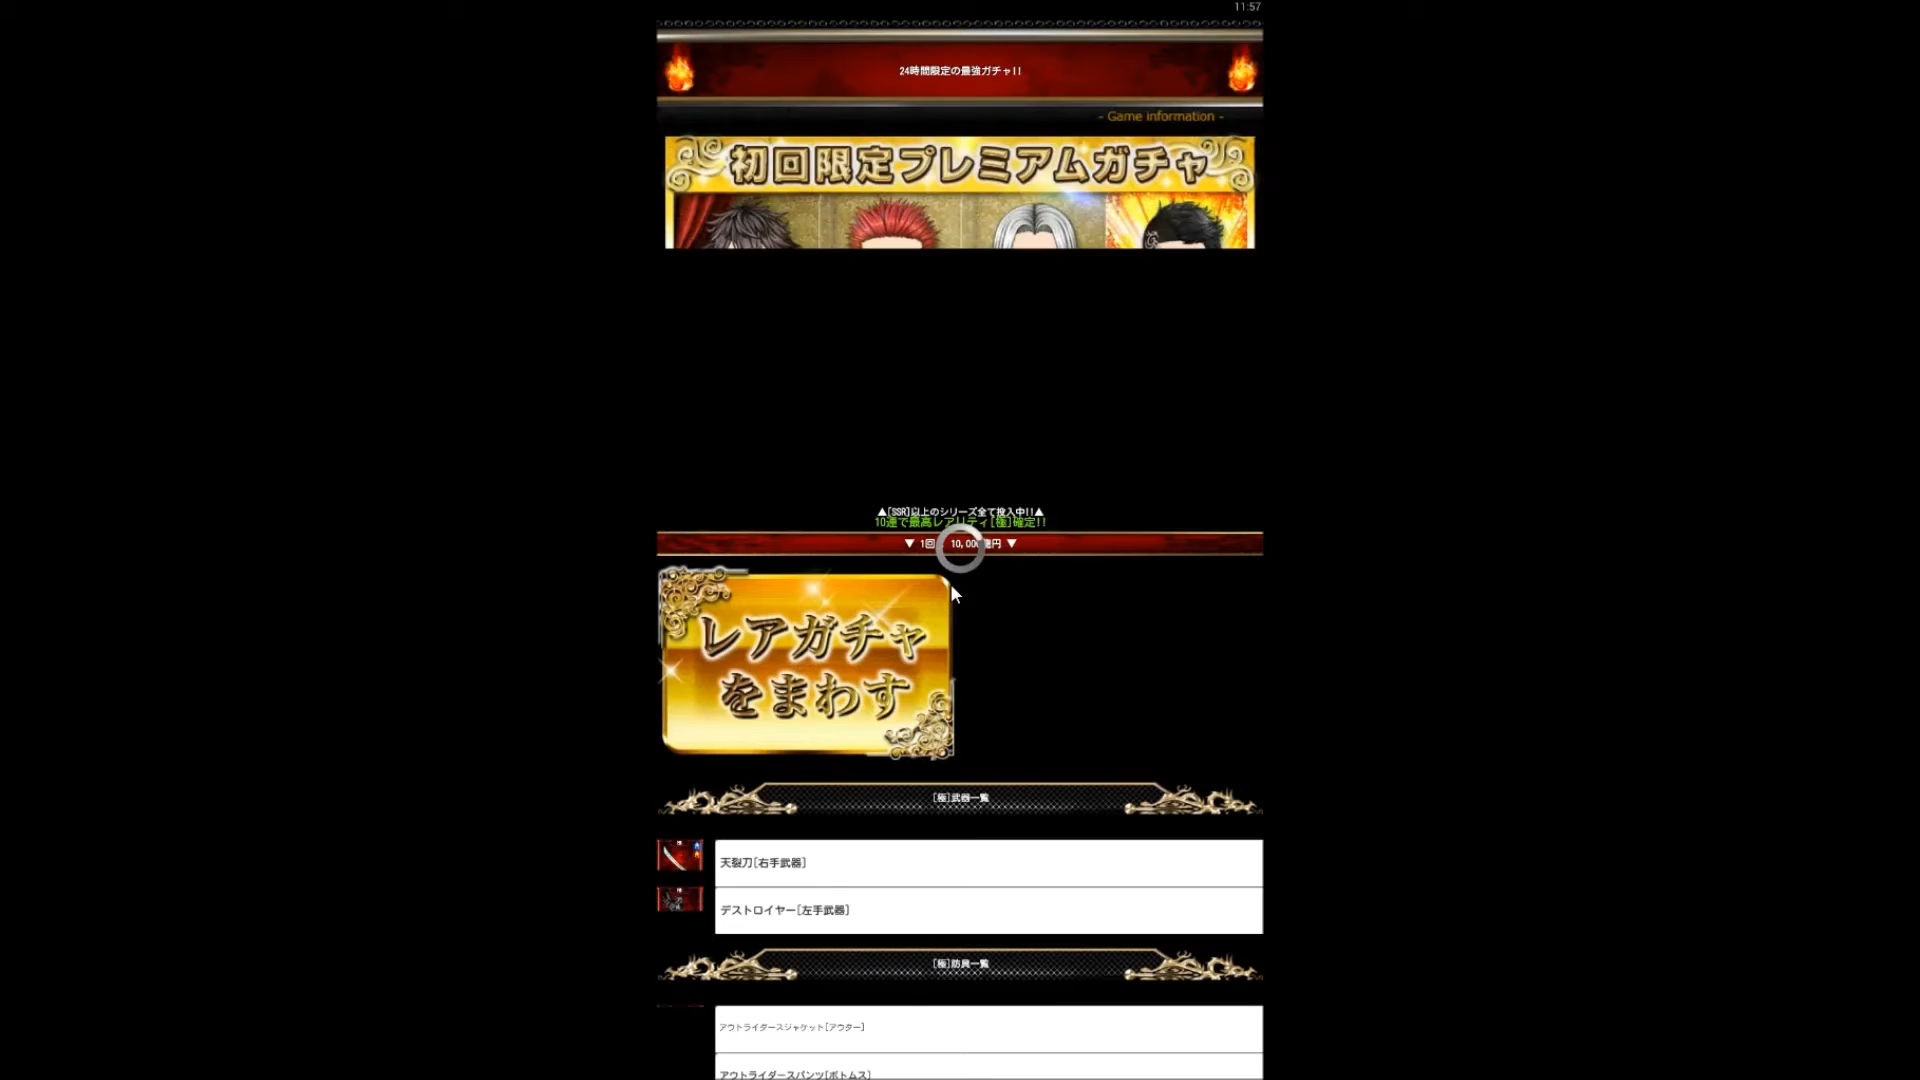 11:57
24時間限定の最強ガチャ!!
- Game information -
初回限定プレミアムガチャ
▲[SSR]以上のシリーズ全て投入中!!▲
10連で最高レアリティ[極]確定!!
▼ 1回 10,000億円 ▼
レアガチャ
をまわす
[極]武器一覧
天裂刀[右手武器]
デストロイヤー[左手武器]
[極]防具一覧
アウトライダースジャケット[アウター]
アウトライダースパンツ[ボトムス]